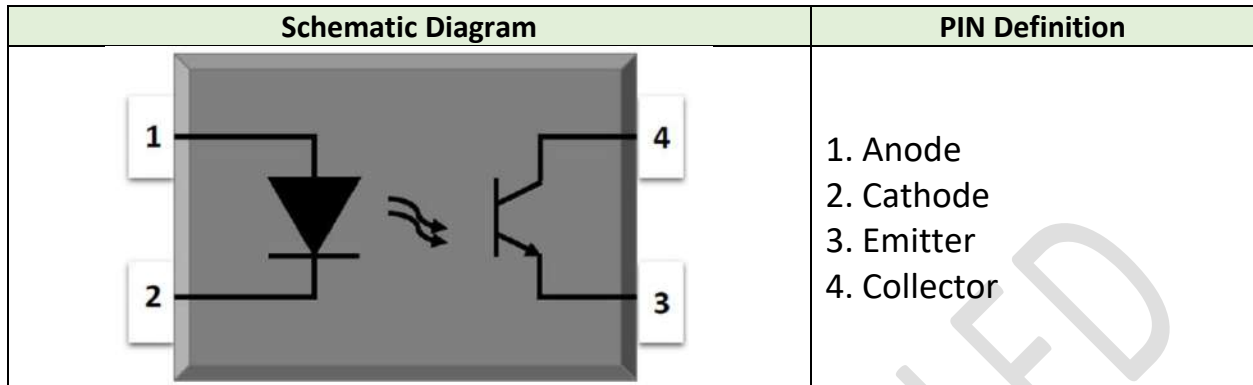 Schematic Diagram
PIN Definition
1
4
2
3
1. Anode
2. Cathode
3. Emitter
4. Collector